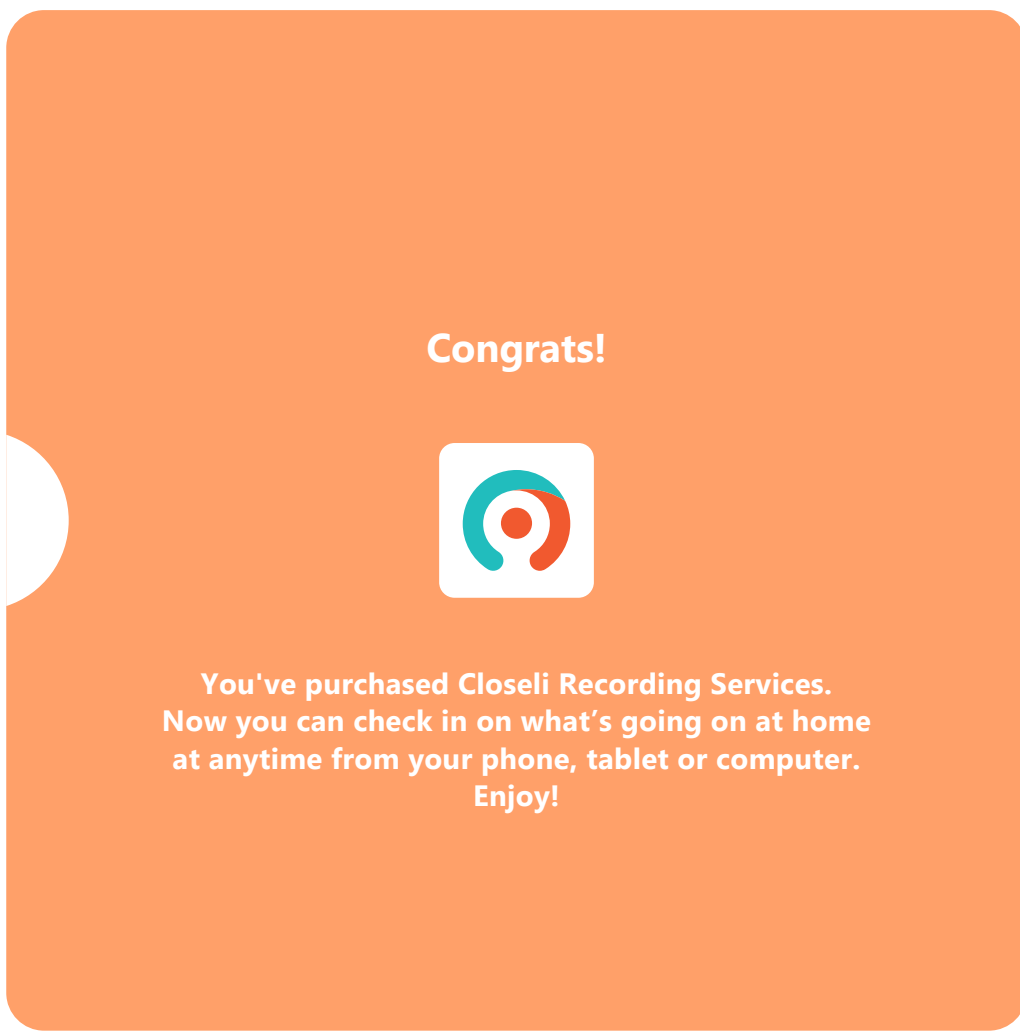 Congrats!
You've purchased Closeli Recording Services.
Now you can check in on what’s going on at home
at anytime from your phone, tablet or computer.
Enjoy!